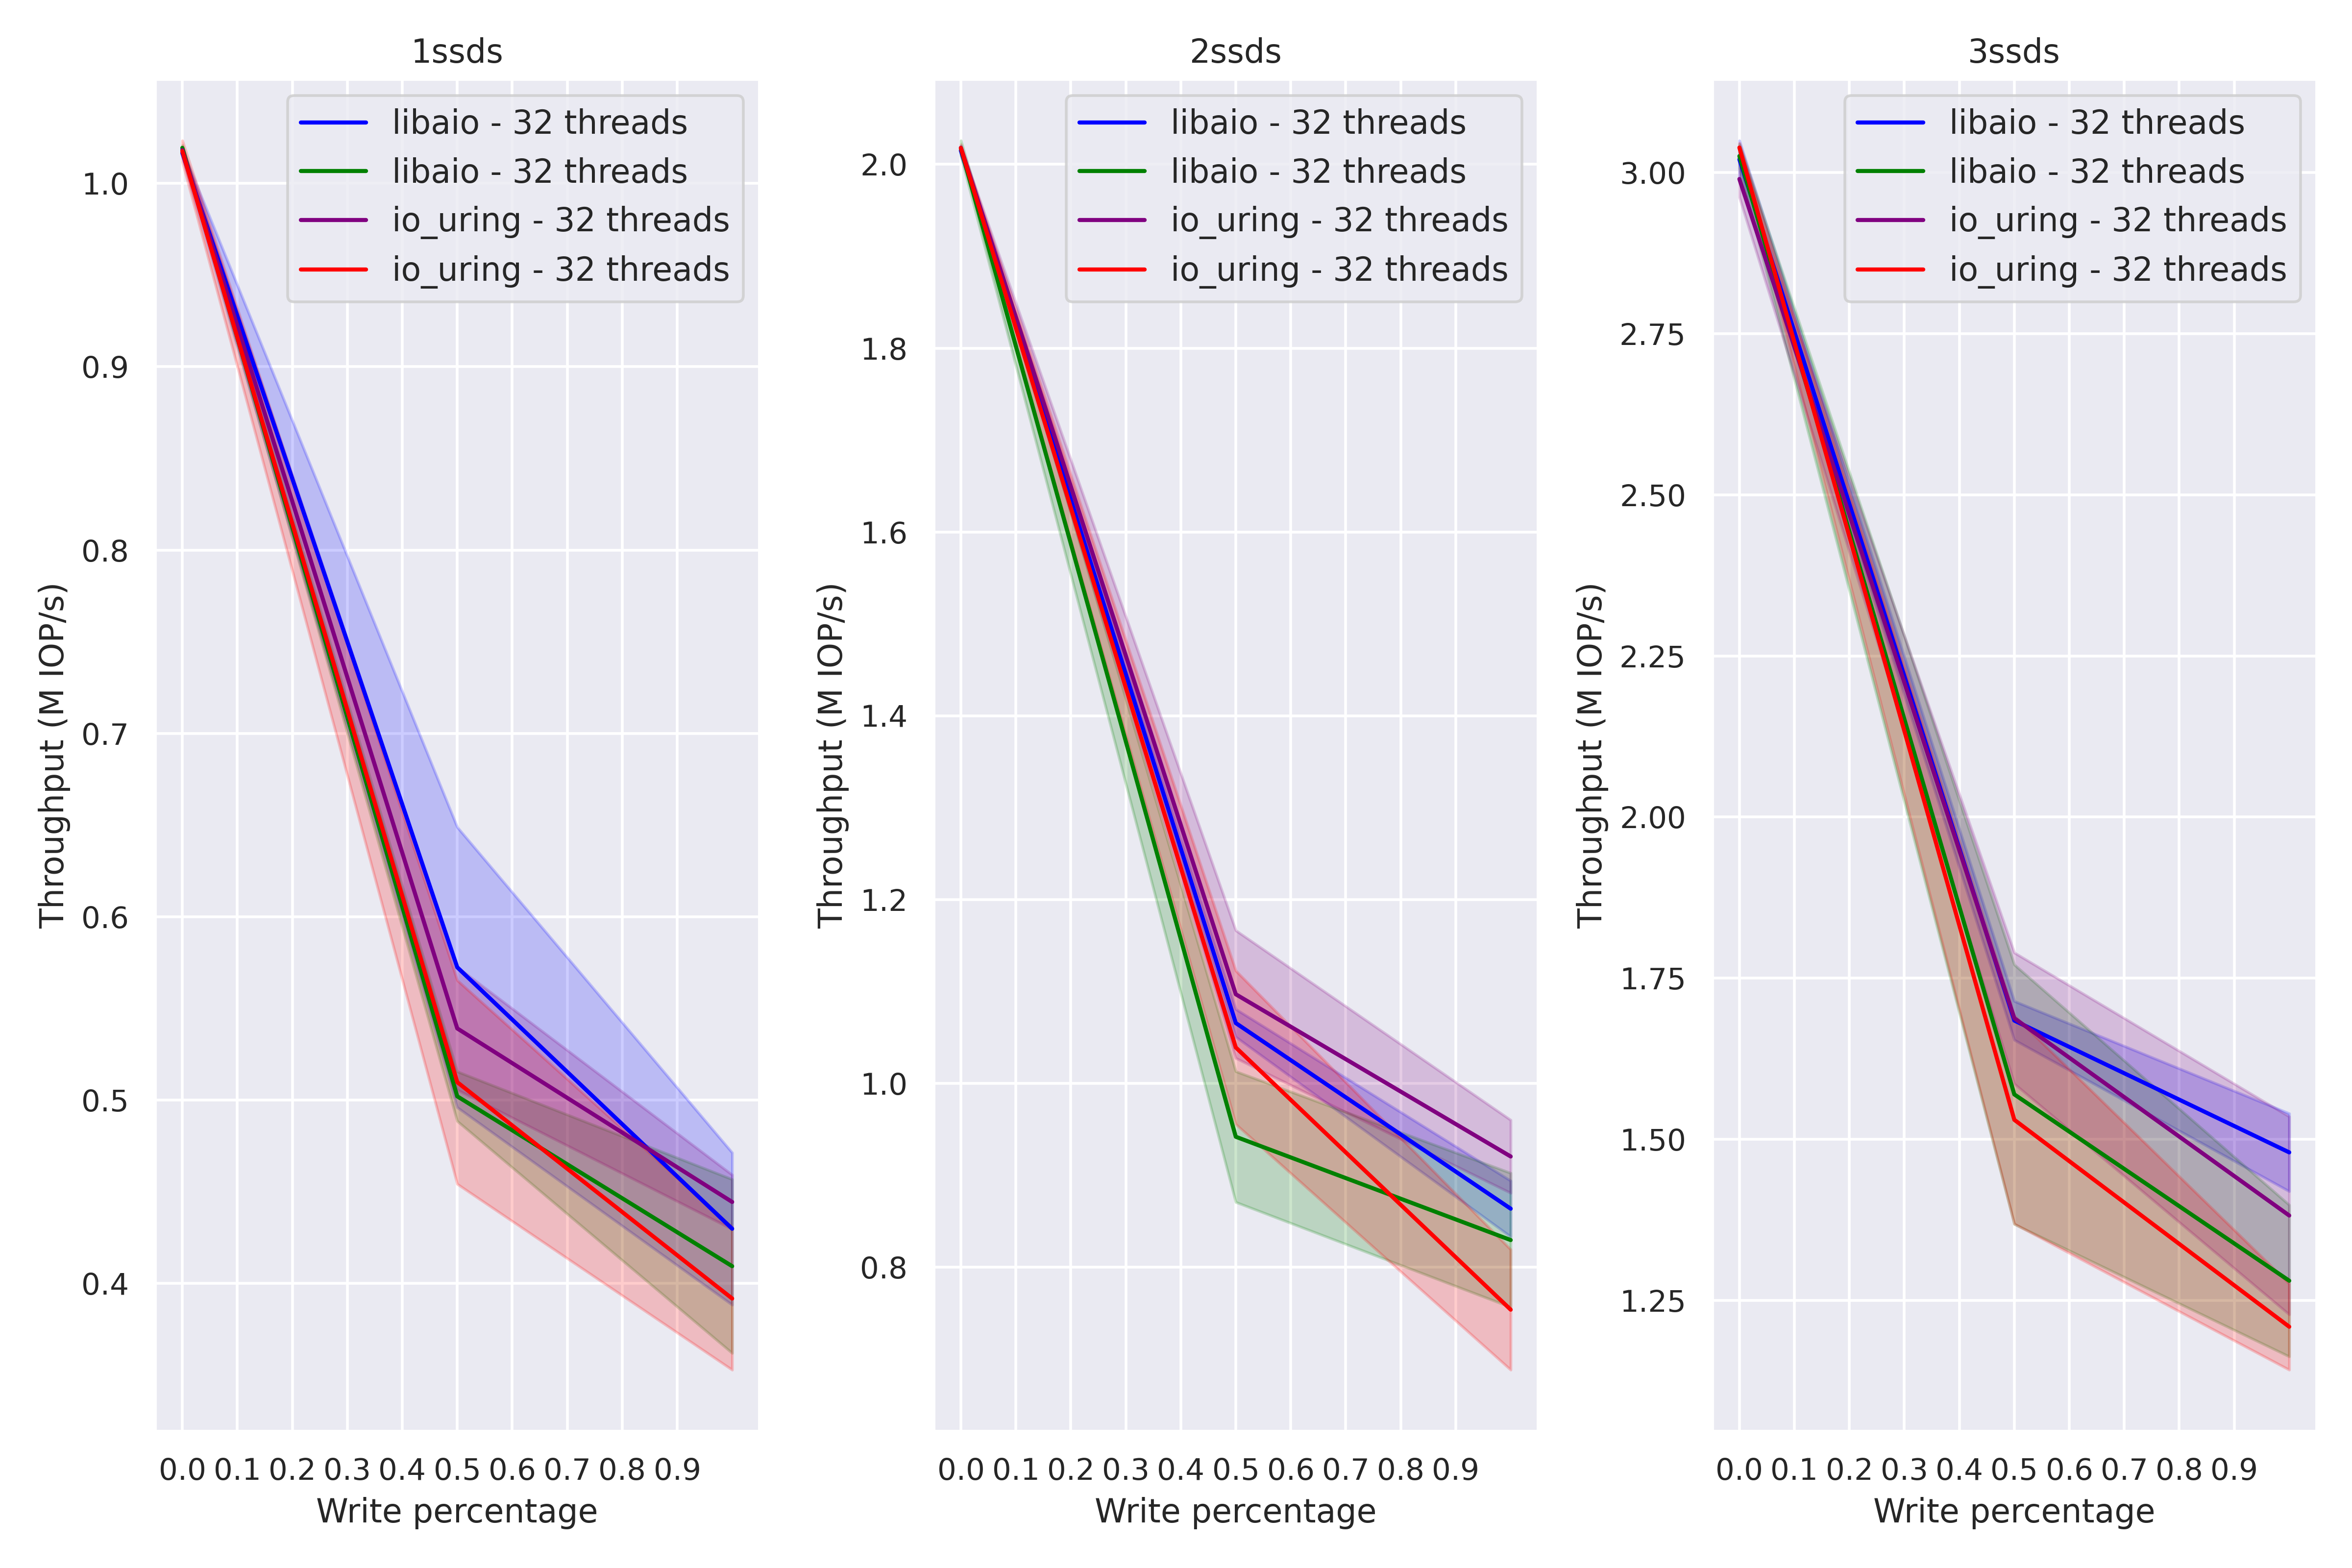 1ssds
libaio - 32 threads
libaio - 32 threads
io_uring - 32 threads
io_uring - 32 threads
1.0
0.9
0.8
0.7
0.6
0.5
0.4
Throughput (M IOP/s)
0.0 0.1 0.2 0.3 0.4 0.5 0.6 0.7 0.8 0.9
Write percentage
2ssds
libaio - 32 threads
libaio - 32 threads
io_uring - 32 threads
io_uring - 32 threads
2.0
1.8
1.6
1.4
1.2
1.0
0.8
Throughput (M IOP/s)
0.0 0.1 0.2 0.3 0.4 0.5 0.6 0.7 0.8 0.9
Write percentage
3ssds
libaio - 32 threads
libaio - 32 threads
io_uring - 32 threads
io_uring - 32 threads
3.00
2.75
2.50
2.25
2.00
1.75
1.50
1.25
Throughput (M IOP/s)
0.0 0.1 0.2 0.3 0.4 0.5 0.6 0.7 0.8 0.9
Write percentage